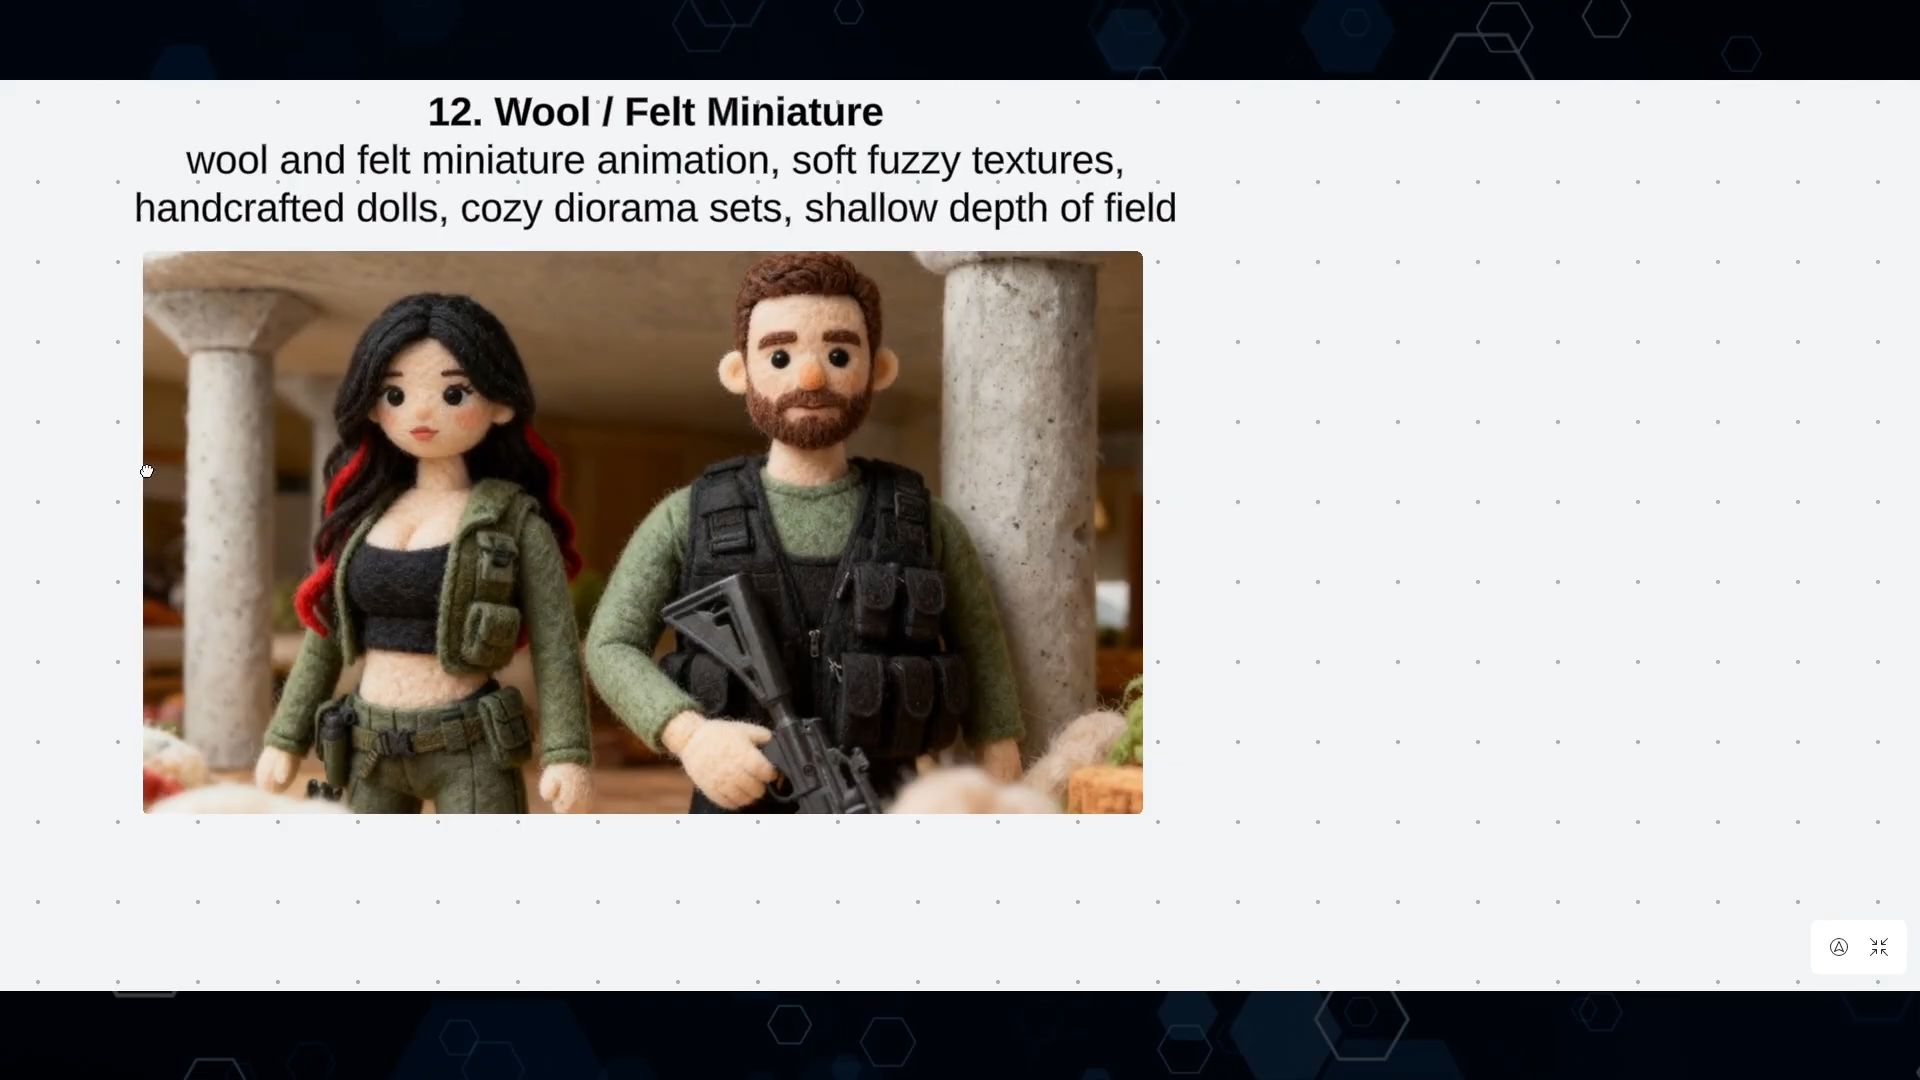 12. Wool / Felt Miniature
wool and felt miniature animation, soft fuzzy textures,
handcrafted dolls, cozy diorama sets, shallow depth of field